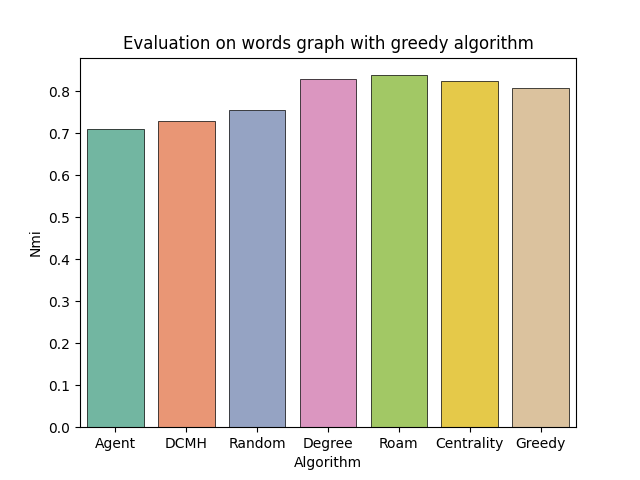 Evaluation on words graph with greedy algorithm
0.8
0.7
0.6
0.5
0.4
0.3
0.2
0.1
0.0
Nmi
Agent DCMH Random Degree Roam Centrality Greedy
Algorithm